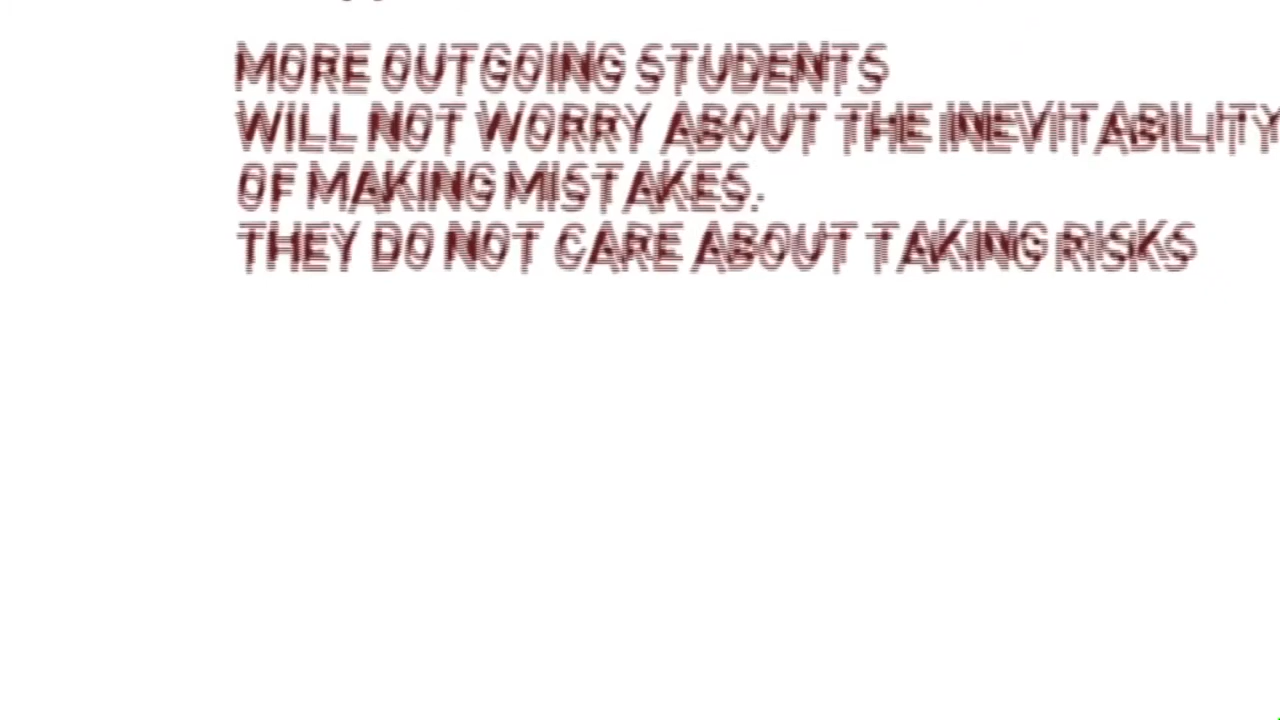 MORE OUTGOING STUDENTS
WILL NOT WORRY ABOUT THE INEVITABILITY
OF MAKING MISTAKES.
THEY DO NOT CARE ABOUT TAKING RISKS